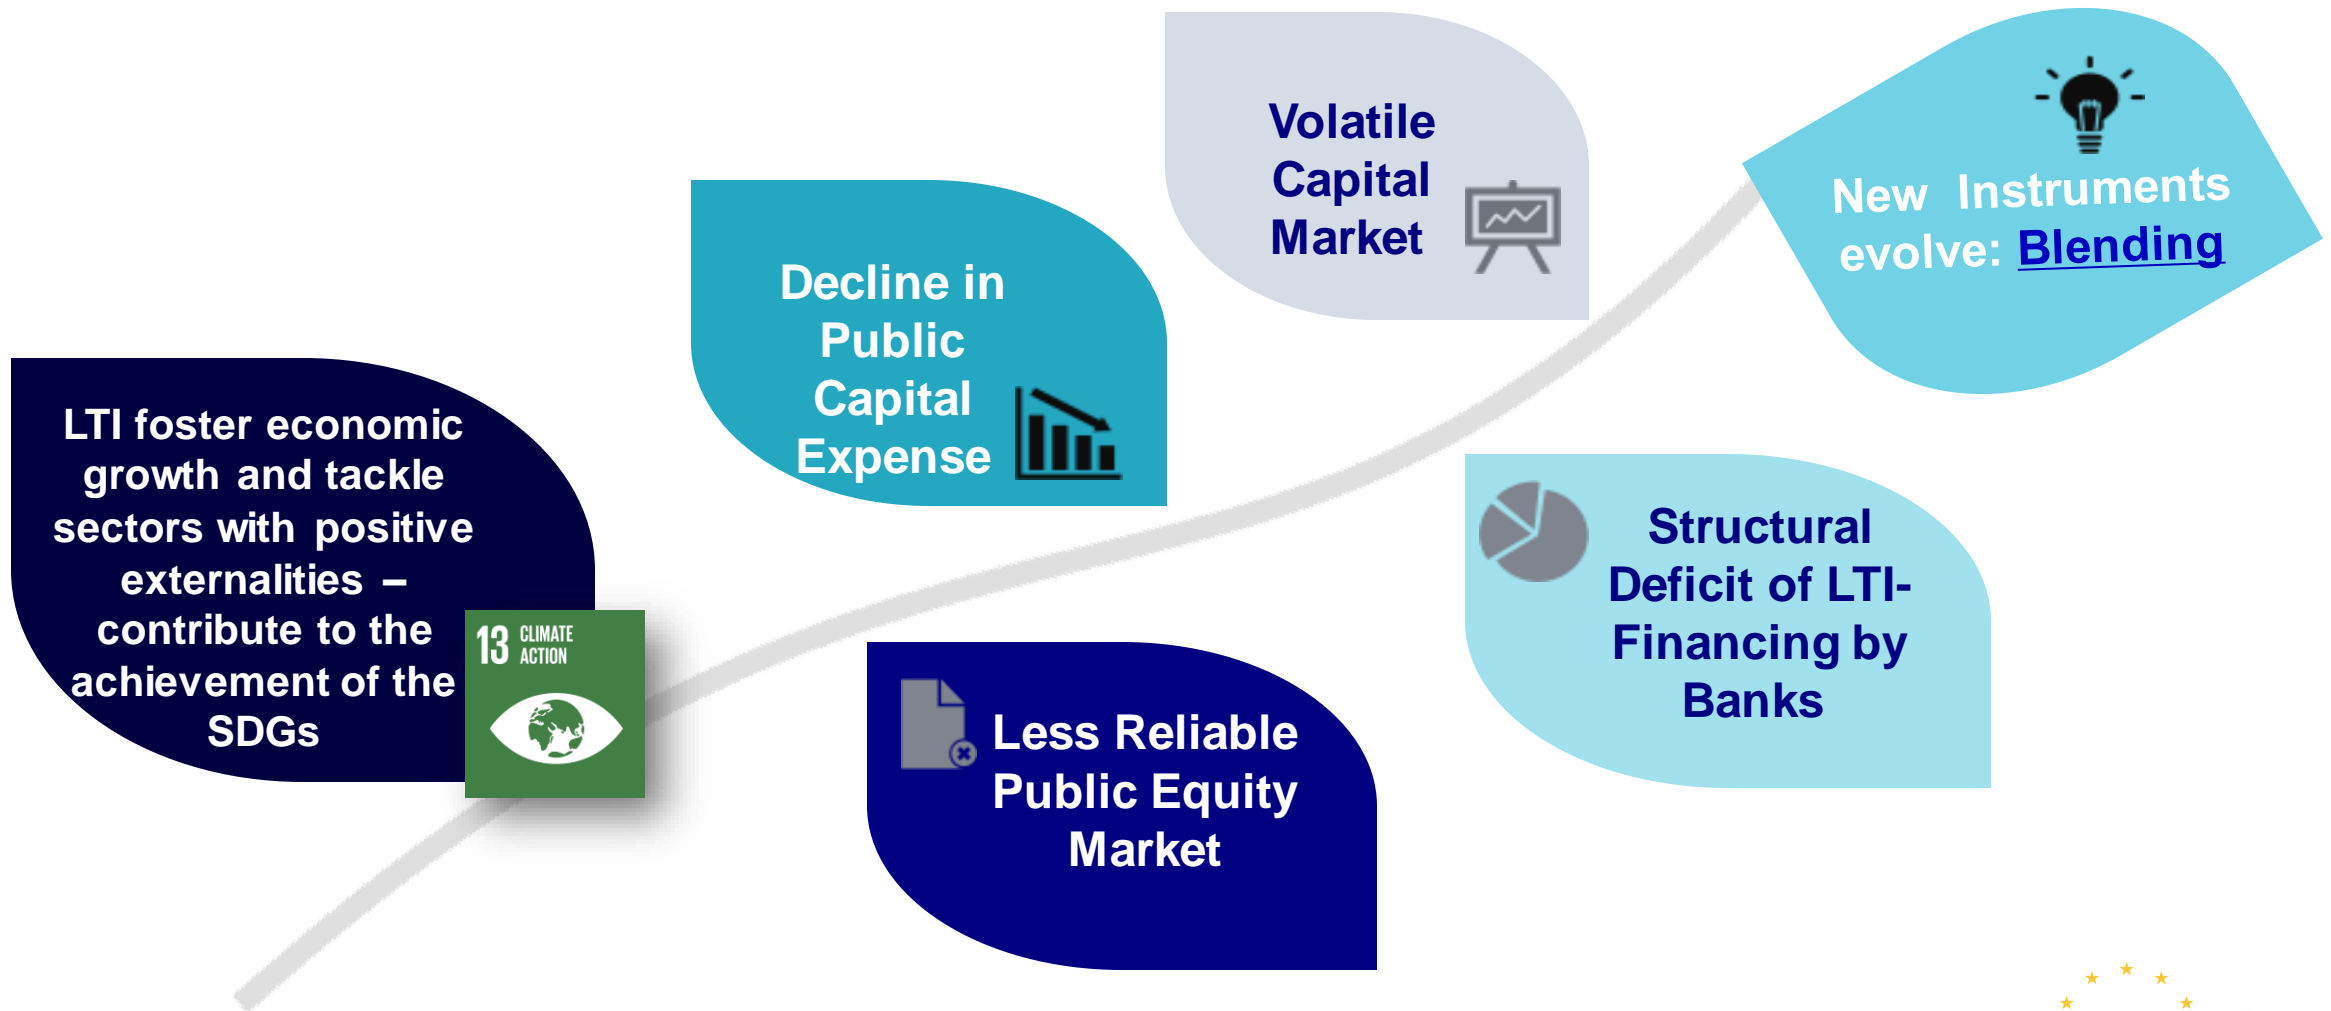 LTI foster economic
growth and tackle
sectors with positive
externalities –
contribute to the
achievement of the
SDGs
13 CLIMATE
ACTION
Decline in
Public
Capital
Expense
Less Reliable
Public Equity
Market
Volatile
Capital
Market
Structural
Deficit of LTI-
Financing by
Banks
New Instruments
evolve: Blending